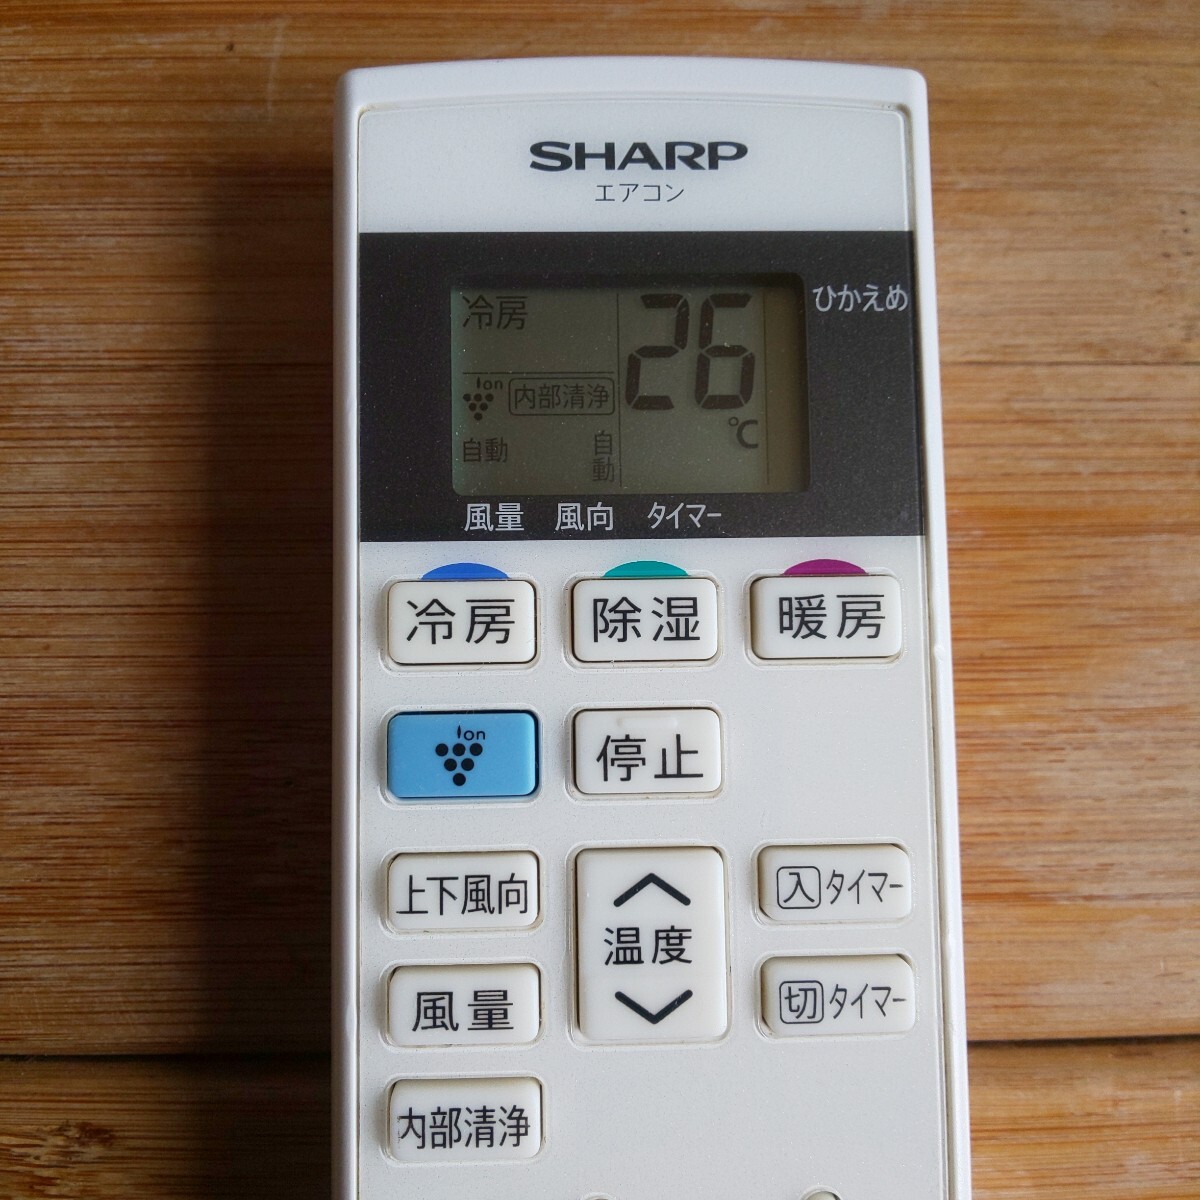 SHARP
エアコン
冷房 26 ひかえめ
ion 内部清浄
℃
自動 自動
風量 風向 タイマー
冷房 除湿 暖房
ion 停止
上下風向 温度 入タイマー
風量 切タイマー
内部清浄